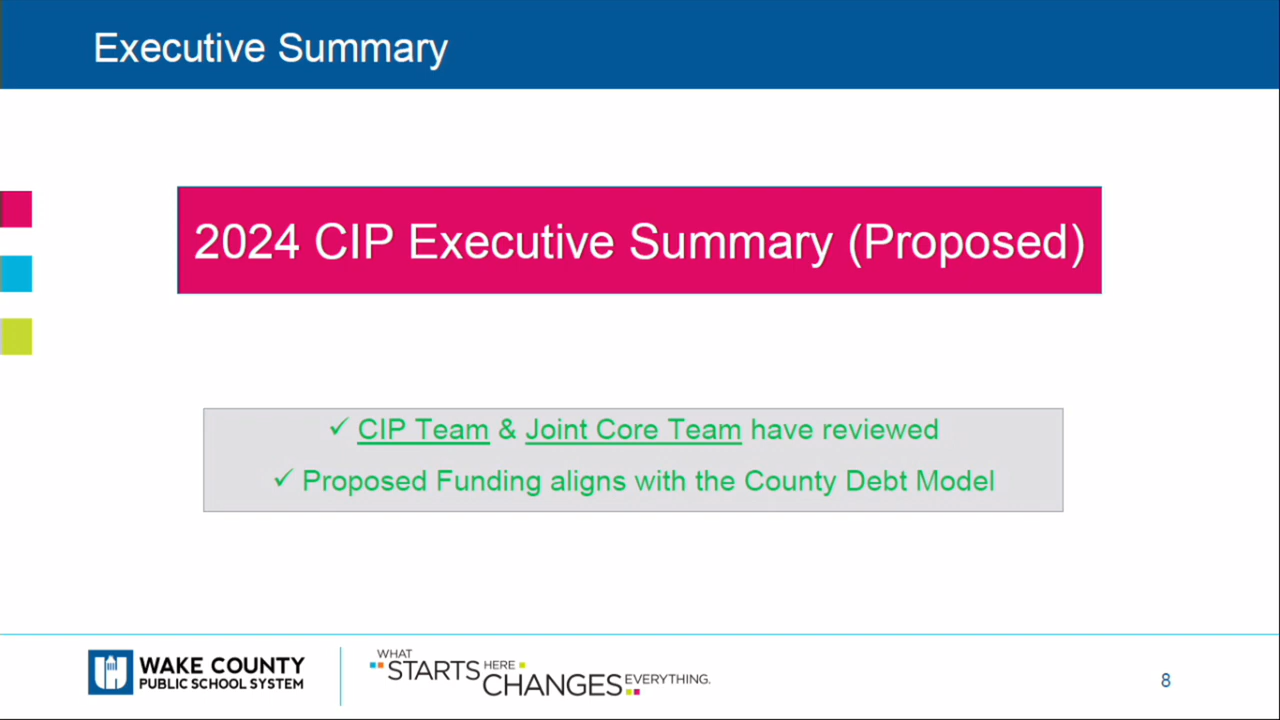 Executive Summary
2024 CIP Executive Summary (Proposed)
✓ CIP Team & Joint Core Team have reviewed
✓ Proposed Funding aligns with the County Debt Model
WAKE COUNTY
PUBLIC SCHOOL SYSTEM
WHAT
STARTS HERE
CHANGES EVERYTHING.
8